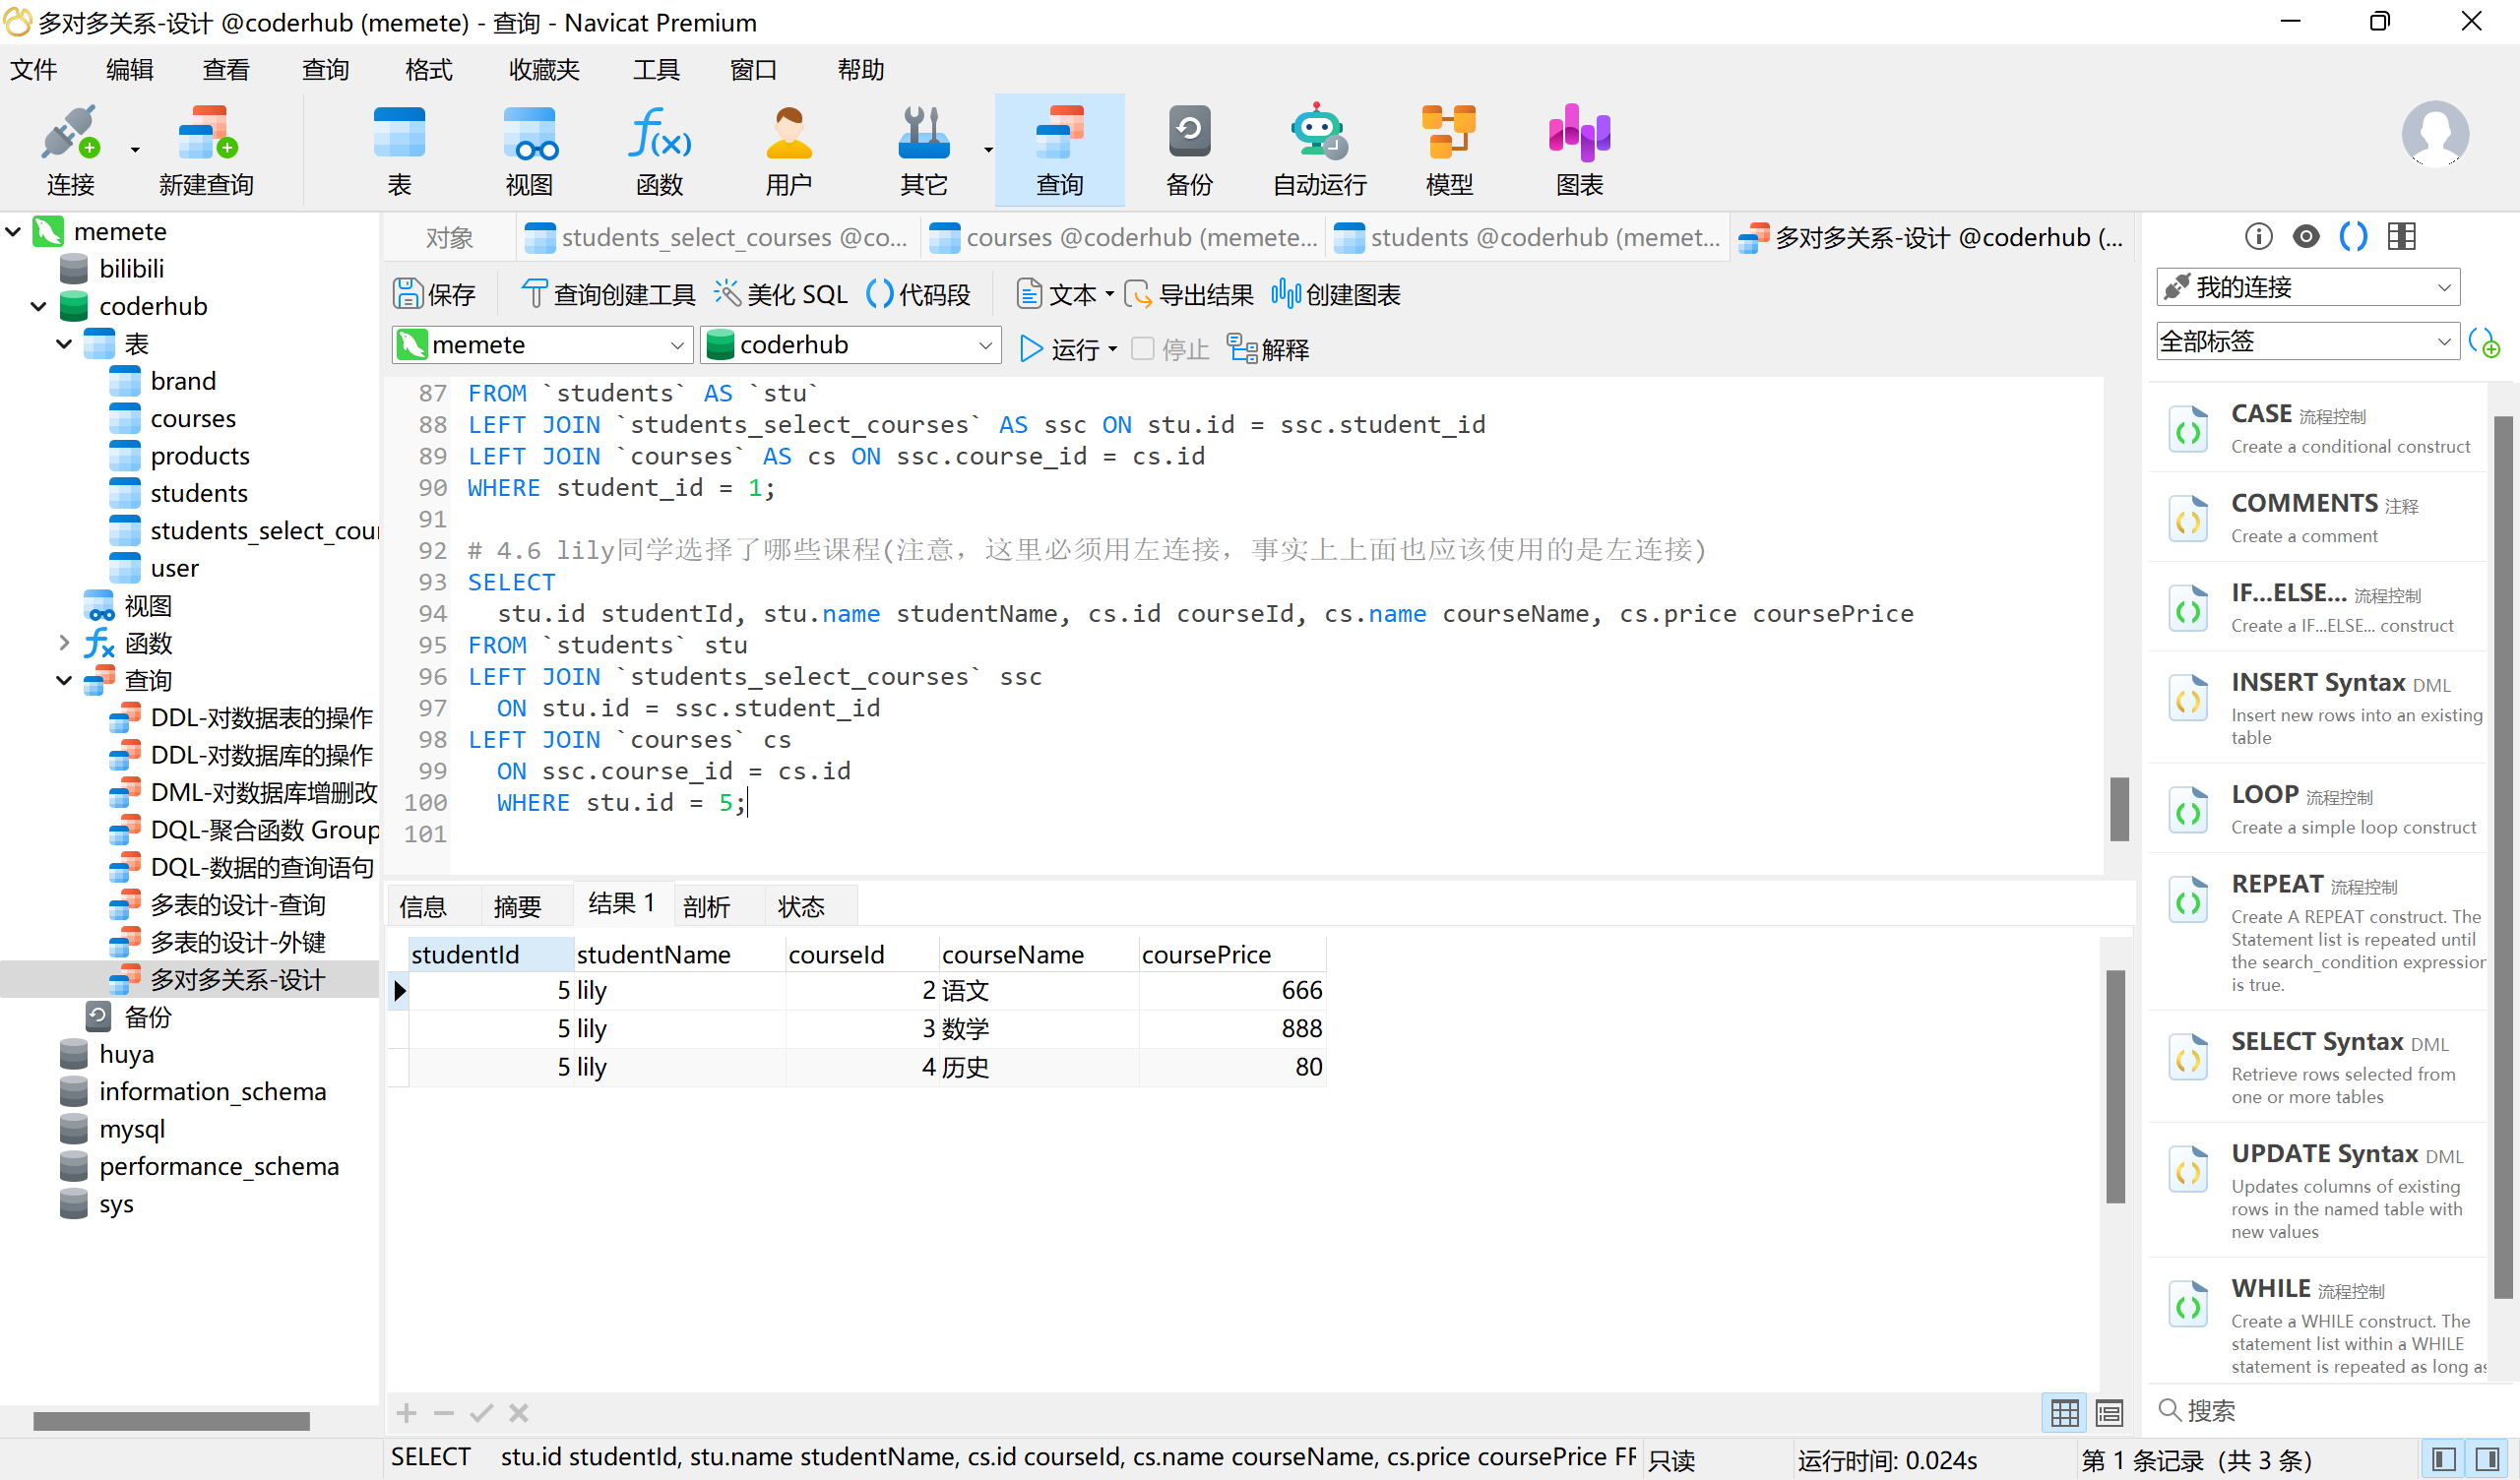 多对多关系-设计 @coderhub (memete) - 查询 - Navicat Premium
文件 编辑 查看 查询 格式 收藏夹 工具 窗口 帮助
连接 新建查询 表 视图 函数 用户 其它 查询 备份 自动运行 模型 图表
memete
bilibili
coderhub
表
brand
courses
products
students
students_select_cour
user
视图
函数
查询
DDL-对数据表的操作
DDL-对数据库的操作
DML-对数据库增删改
DQL-聚合函数 Group
DQL-数据的查询语句
多表的设计-查询
多表的设计-外键
多对多关系-设计
备份
huya
information_schema
mysql
performance_schema
sys
对象 students_select_courses @co... courses @coderhub (memete... students @coderhub (memet... 多对多关系-设计 @coderhub (...
保存 查询创建工具 美化 SQL 代码段 文本 导出结果 创建图表
memete coderhub 运行 停止 解释
87 FROM `students` AS `stu`
88 LEFT JOIN `students_select_courses` AS ssc ON stu.id = ssc.student_id
89 LEFT JOIN `courses` AS cs ON ssc.course_id = cs.id
90 WHERE student_id = 1;
91
92 # 4.6 lily同学选择了哪些课程(注意，这里必须用左连接，事实上上面也应该使用的是左连接)
93 SELECT
94 stu.id studentId, stu.name studentName, cs.id courseId, cs.name courseName, cs.price coursePrice
95 FROM `students` stu
96 LEFT JOIN `students_select_courses` ssc
97 ON stu.id = ssc.student_id
98 LEFT JOIN `courses` cs
99 ON ssc.course_id = cs.id
100 WHERE stu.id = 5;
101
信息 摘要 结果 1 剖析 状态
studentId studentName courseId courseName coursePrice
5 lily 2 语文 666
5 lily 3 数学 888
5 lily 4 历史 80
我的连接
全部标签
CASE 流程控制
Create a conditional construct
COMMENTS 注释
Create a comment
IF...ELSE... 流程控制
Create a IF...ELSE... construct
INSERT Syntax DML
Insert new rows into an existing
table
LOOP 流程控制
Create a simple loop construct
REPEAT 流程控制
Create A REPEAT construct. The
Statement list is repeated until
the search_condition expression
is true.
SELECT Syntax DML
Retrieve rows selected from
one or more tables
UPDATE Syntax DML
Updates columns of existing
rows in the named table with
new values
WHILE 流程控制
Create a WHILE construct. The
statement list within a WHILE
statement is repeated as long as
搜索
SELECT stu.id studentId, stu.name studentName, cs.id courseId, cs.name courseName, cs.price coursePrice FR 只读 运行时间: 0.024s 第 1 条记录 (共 3 条)